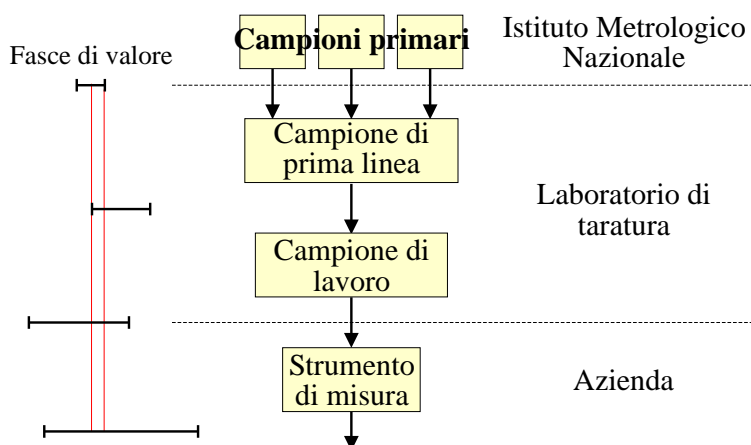 Campioni primari
Istituto Metrologico
Nazionale
Fasce di valore
Campione di
prima linea
Laboratorio di
taratura
Campione di
lavoro
Strumento
di misura
Azienda